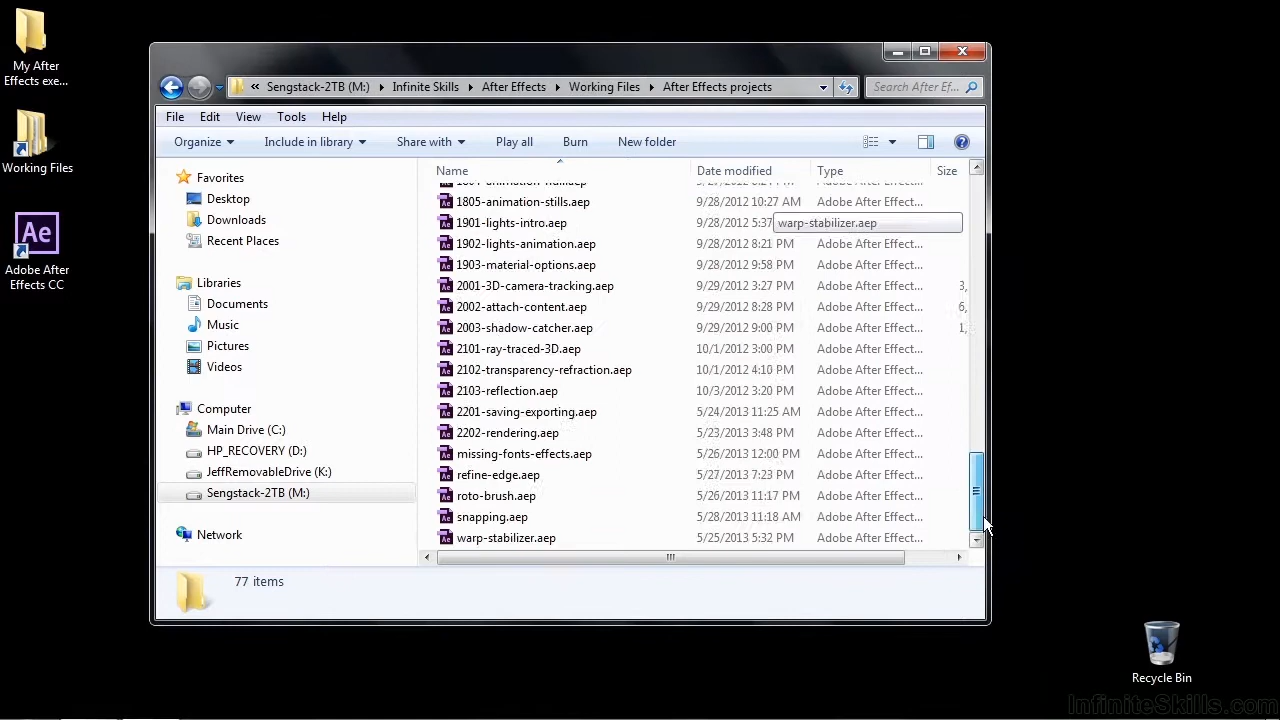 My After
Effects exe...
Working Files
Ae
Adobe After
Effects CC
« Sengstack-2TB (M:) Infinite Skills After Effects Working Files After Effects projects
Search After Ef...
File Edit View Tools Help
Organize Include in library Share with Play all Burn New folder
Favorites
Desktop
Downloads
Recent Places
Libraries
Documents
Music
Pictures
Videos
Computer
Main Drive (C:)
HP_RECOVERY (D:)
JeffRemovableDrive (K:)
Sengstack-2TB (M:)
Network
Name Date modified Type Size
1805-animation-stills.aep 9/28/2012 10:27 AM Adobe After Effect...
1901-lights-intro.aep 9/28/2012 5:37 warp-stabilizer.aep
1902-lights-animation.aep 9/28/2012 8:21 PM Adobe After Effect...
1903-material-options.aep 9/28/2012 9:58 PM Adobe After Effect...
2001-3D-camera-tracking.aep 9/29/2012 3:27 PM Adobe After Effect... 3,
2002-attach-content.aep 9/29/2012 8:28 PM Adobe After Effect... 6,
2003-shadow-catcher.aep 9/29/2012 9:00 PM Adobe After Effect... 1,
2101-ray-traced-3D.aep 10/1/2012 3:00 PM Adobe After Effect...
2102-transparency-refraction.aep 10/1/2012 4:10 PM Adobe After Effect...
2103-reflection.aep 10/3/2012 3:20 PM Adobe After Effect...
2201-saving-exporting.aep 5/24/2013 11:25 AM Adobe After Effect...
2202-rendering.aep 5/23/2013 3:48 PM Adobe After Effect...
missing-fonts-effects.aep 5/26/2013 12:00 PM Adobe After Effect...
refine-edge.aep 5/27/2013 7:23 PM Adobe After Effect...
roto-brush.aep 5/26/2013 11:17 PM Adobe After Effect...
snapping.aep 5/28/2013 11:18 AM Adobe After Effect...
warp-stabilizer.aep 5/25/2013 5:32 PM Adobe After Effect...
77 items
Recycle Bin
InfiniteSkills.com